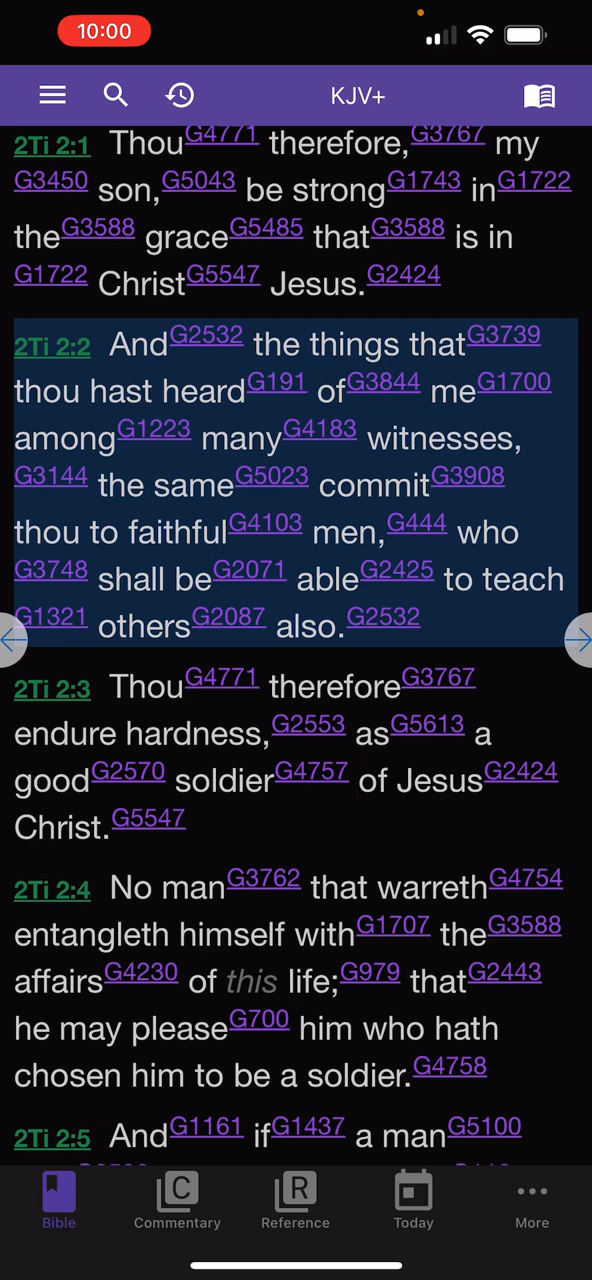 10:00
KJV+
2Ti 2:1 ThouG4771 therefore,G3767 my
G3450 son,G5043 be strongG1743 inG1722
theG3588 graceG5485 thatG3588 is in
G1722 ChristG5547 Jesus.G2424
2Ti 2:2 AndG2532 the things thatG3739
thou hast heardG191 ofG3844 meG1700
amongG1223 manyG4183 witnesses,
G3144 the sameG5023 commitG3908
thou to faithfulG4103 men,G444 who
G3748 shall beG2071 ableG2425 to teach
G1321 othersG2087 also.G2532
2Ti 2:3 ThouG4771 thereforeG3767
endure hardness,G2553 asG5613 a
goodG2570 soldierG4757 of JesusG2424
Christ.G5547
2Ti 2:4 No manG3762 that warrethG4754
entangleth himself withG1707 theG3588
affairsG4230 of this life;G979 thatG2443
he may pleaseG700 him who hath
chosen him to be a soldier.G4758
2Ti 2:5 AndG1161 ifG1437 a manG5100
C R
Bible Commentary Reference Today More